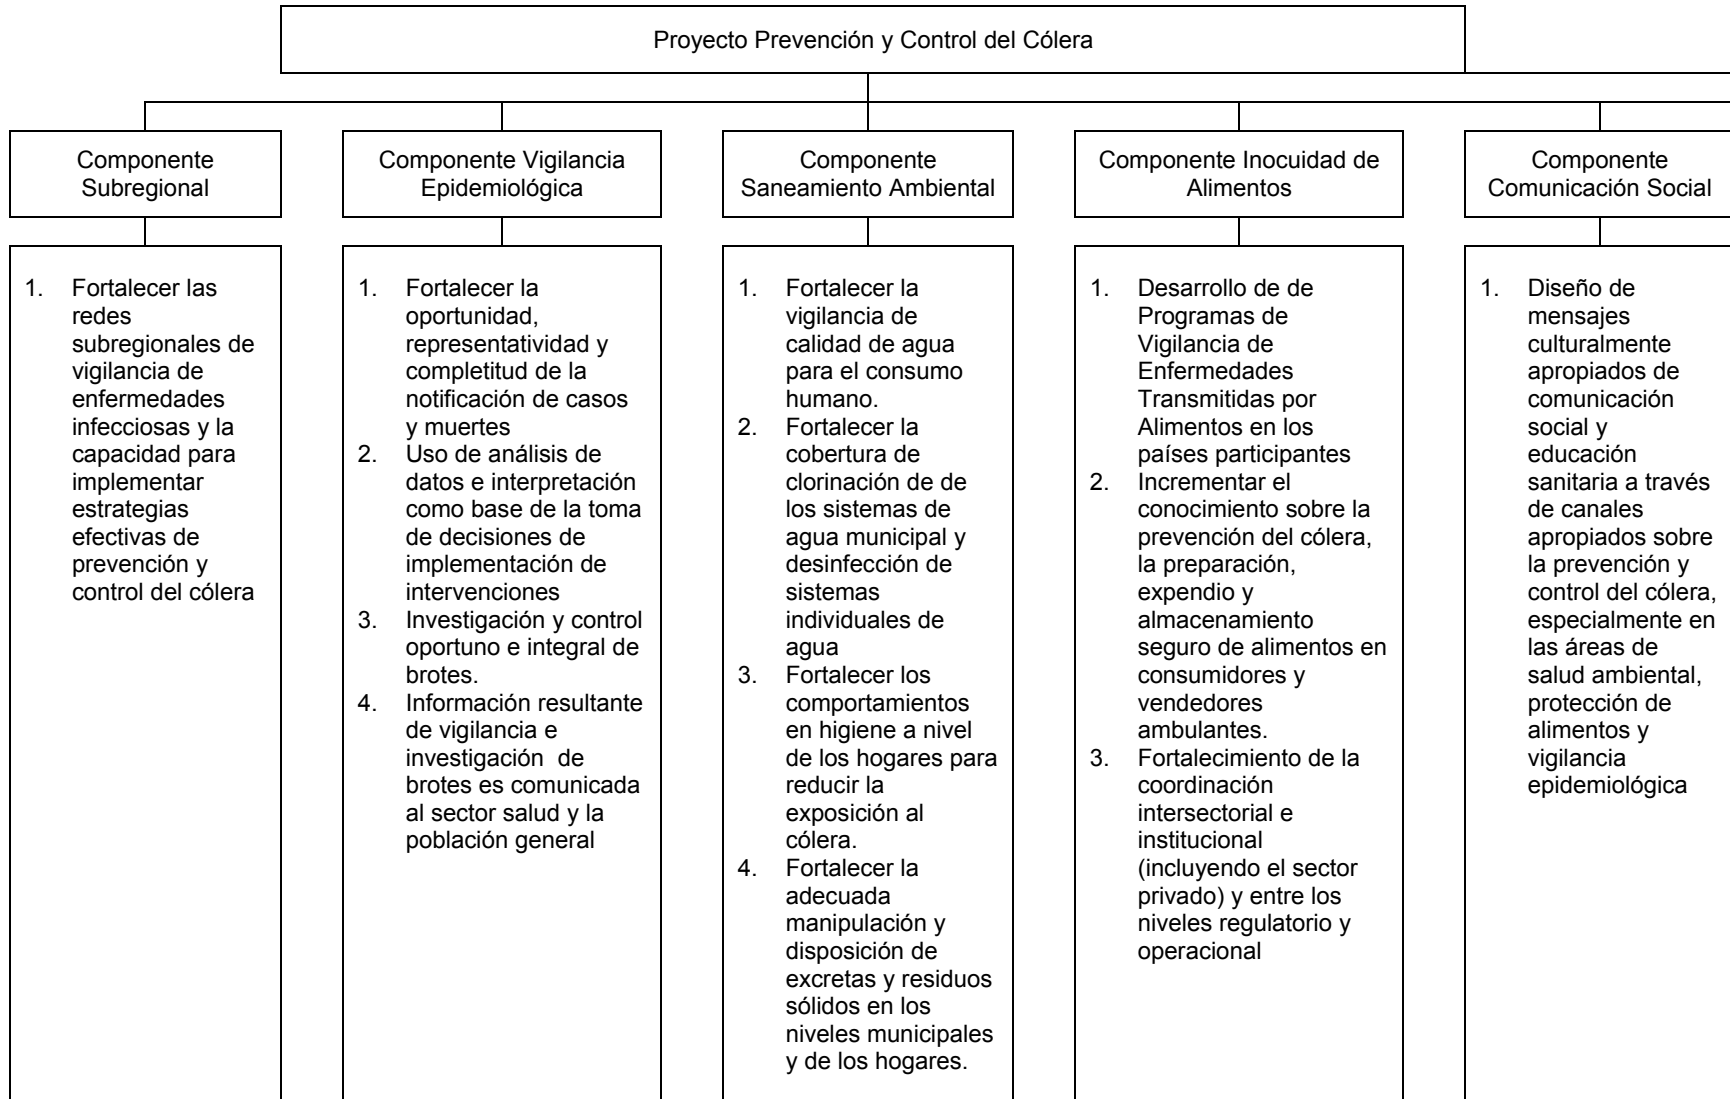 Proyecto Prevención y Control del Cólera
Componente
Subregional
Componente Vigilancia
Epidemiológica
Componente
Saneamiento Ambiental
Componente Inocuidad de
Alimentos
Componente
Comunicación Social
1. Fortalecer las
redes
subregionales de
vigilancia de
enfermedades
infecciosas y la
capacidad para
implementar
estrategias
efectivas de
prevención y
control del cólera
1. Fortalecer la
oportunidad,
representatividad y
completitud de la
notificación de casos
y muertes
2. Uso de análisis de
datos e interpretación
como base de la toma
de decisiones de
implementación de
intervenciones
3. Investigación y control
oportuno e integral de
brotes.
4. Información resultante
de vigilancia e
investigación de
brotes es comunicada
al sector salud y la
población general
1. Fortalecer la
vigilancia de
calidad de agua
para el consumo
humano.
2. Fortalecer la
cobertura de
clorinación de de
los sistemas de
agua municipal y
desinfección de
sistemas
individuales de
agua
3. Fortalecer los
comportamientos
en higiene a nivel
de los hogares para
reducir la
exposición al
cólera.
4. Fortalecer la
adecuada
manipulación y
disposición de
excretas y residuos
sólidos en los
niveles municipales
y de los hogares.
1. Desarrollo de de
Programas de
Vigilancia de
Enfermedades
Transmitidas por
Alimentos en los
países participantes
2. Incrementar el
conocimiento sobre la
prevención del cólera,
la preparación,
expendio y
almacenamiento
seguro de alimentos en
consumidores y
vendedores
ambulantes.
3. Fortalecimiento de la
coordinación
intersectorial e
institucional
(incluyendo el sector
privado) y entre los
niveles regulatorio y
operacional
1. Diseño de
mensajes
culturalmente
apropiados de
comunicación
social y
educación
sanitaria a través
de canales
apropiados sobre
la prevención y
control del cólera,
especialmente en
las áreas de
salud ambiental,
protección de
alimentos y
vigilancia
epidemiológica